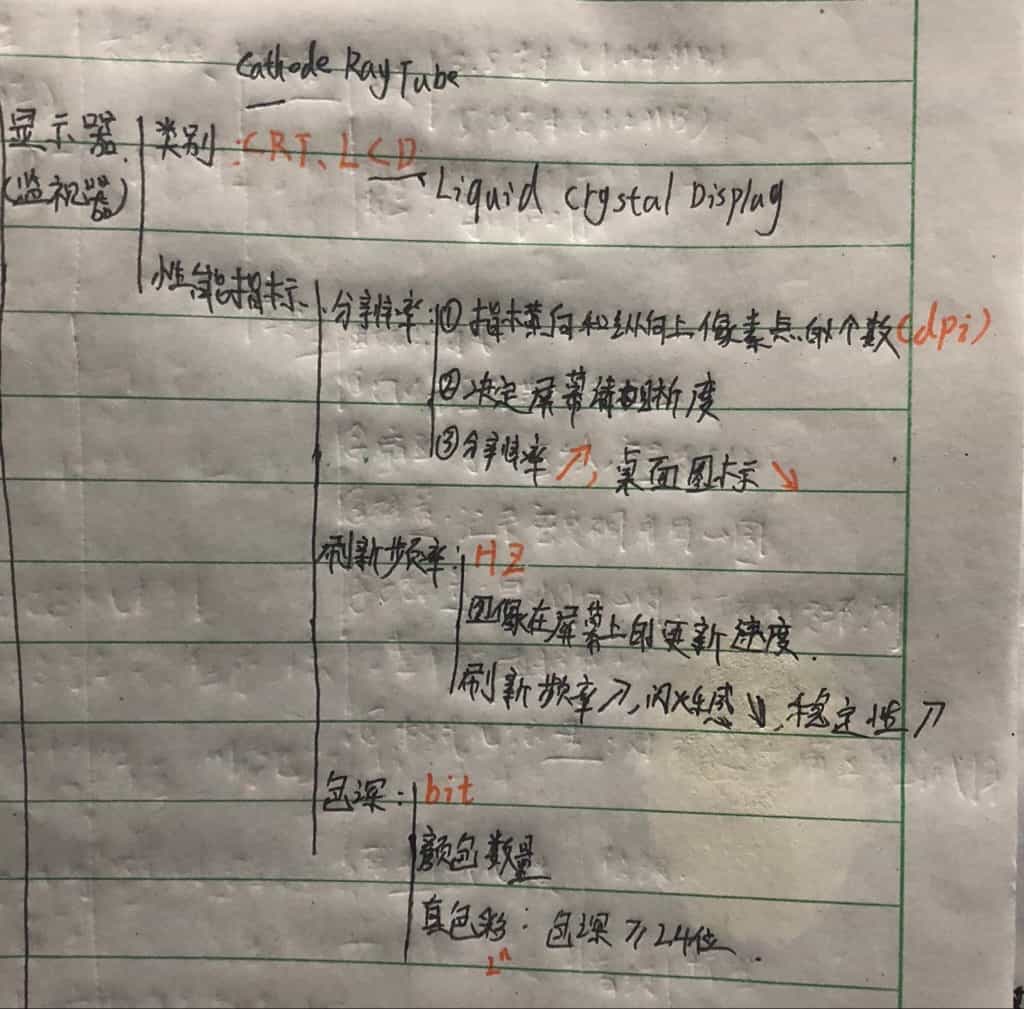 Cathode Ray Tube
显示器 类别:CRT、LCD
(监视器) Liquid Crystal Display
性能指标 分辨率:①指横向和纵向上像素点的个数(dpi)
②决定屏幕清晰度
③分辨率↗,桌面图标↘
刷新频率:HZ
图像在屏幕上的更新速度.
刷新频率↗,闪烁感↘,稳定性↗
色深:bit
颜色数量
真色彩:色深≥24位.
2ⁿ